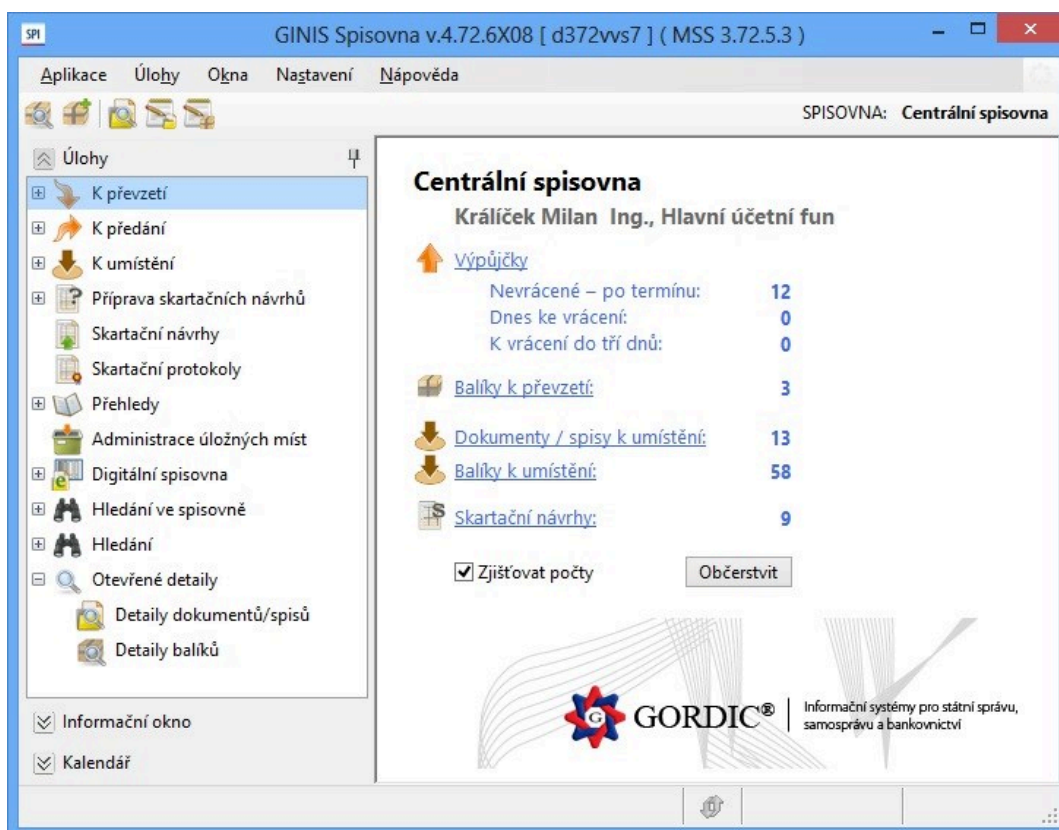 SPI
GINIS Spisovna v.4.72.6X08 [ d372vvs7 ] ( MSS 3.72.5.3 )
Aplikace Úlohy Okna Nastavení Nápověda
SPISOVNA: Centrální spisovna
Úlohy
K převzetí
K předání
K umístění
Příprava skartačních návrhů
Skartační návrhy
Skartační protokoly
Přehledy
Administrace úložných míst
Digitální spisovna
Hledání ve spisovně
Hledání
Otevřené detaily
Detaily dokumentů/spisů
Detaily balíků
Informační okno
Kalendář
Centrální spisovna
Králíček Milan Ing., Hlavní účetní fun
Výpůjčky
Nevrácené – po termínu: 12
Dnes ke vrácení: 0
K vrácení do tří dnů: 0
Balíky k převzetí: 3
Dokumenty / spisy k umístění: 13
Balíky k umístění: 58
Skartační návrhy: 9
Zjišťovat počty Občerstvit
G GORDIC®
Informační systémy pro státní správu,
samosprávu a bankovnictví